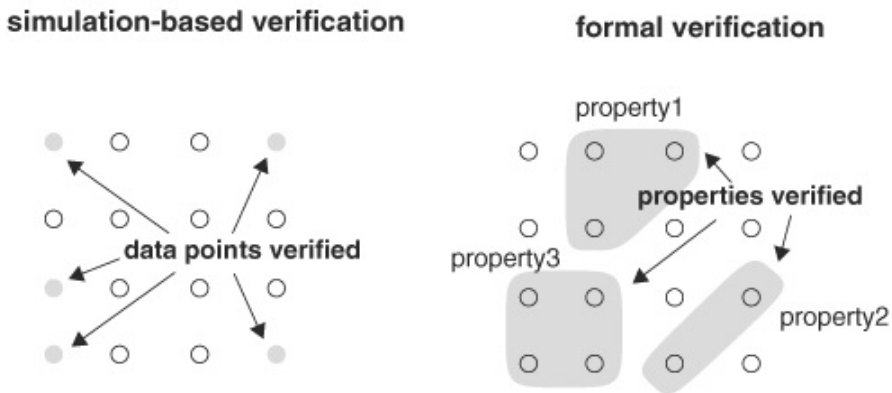 simulation-based verification
data points verified
formal verification
property1
properties verified
property3
property2